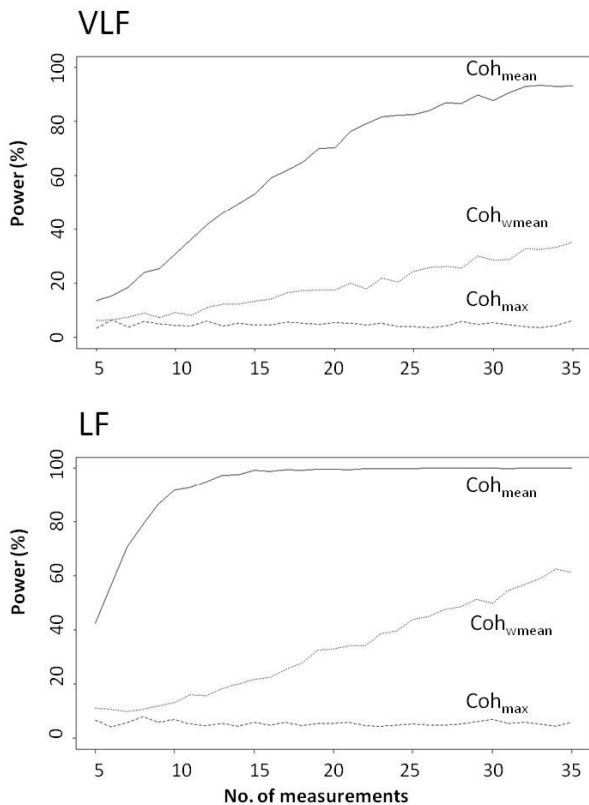 VLF
Power (%)
100
80
60
40
20
0
Coh_mean
Coh_wmean
Coh_max
5 10 15 20 25 30 35
LF
Power (%)
100
80
60
40
20
0
Coh_mean
Coh_wmean
Coh_max
5 10 15 20 25 30 35
No. of measurements